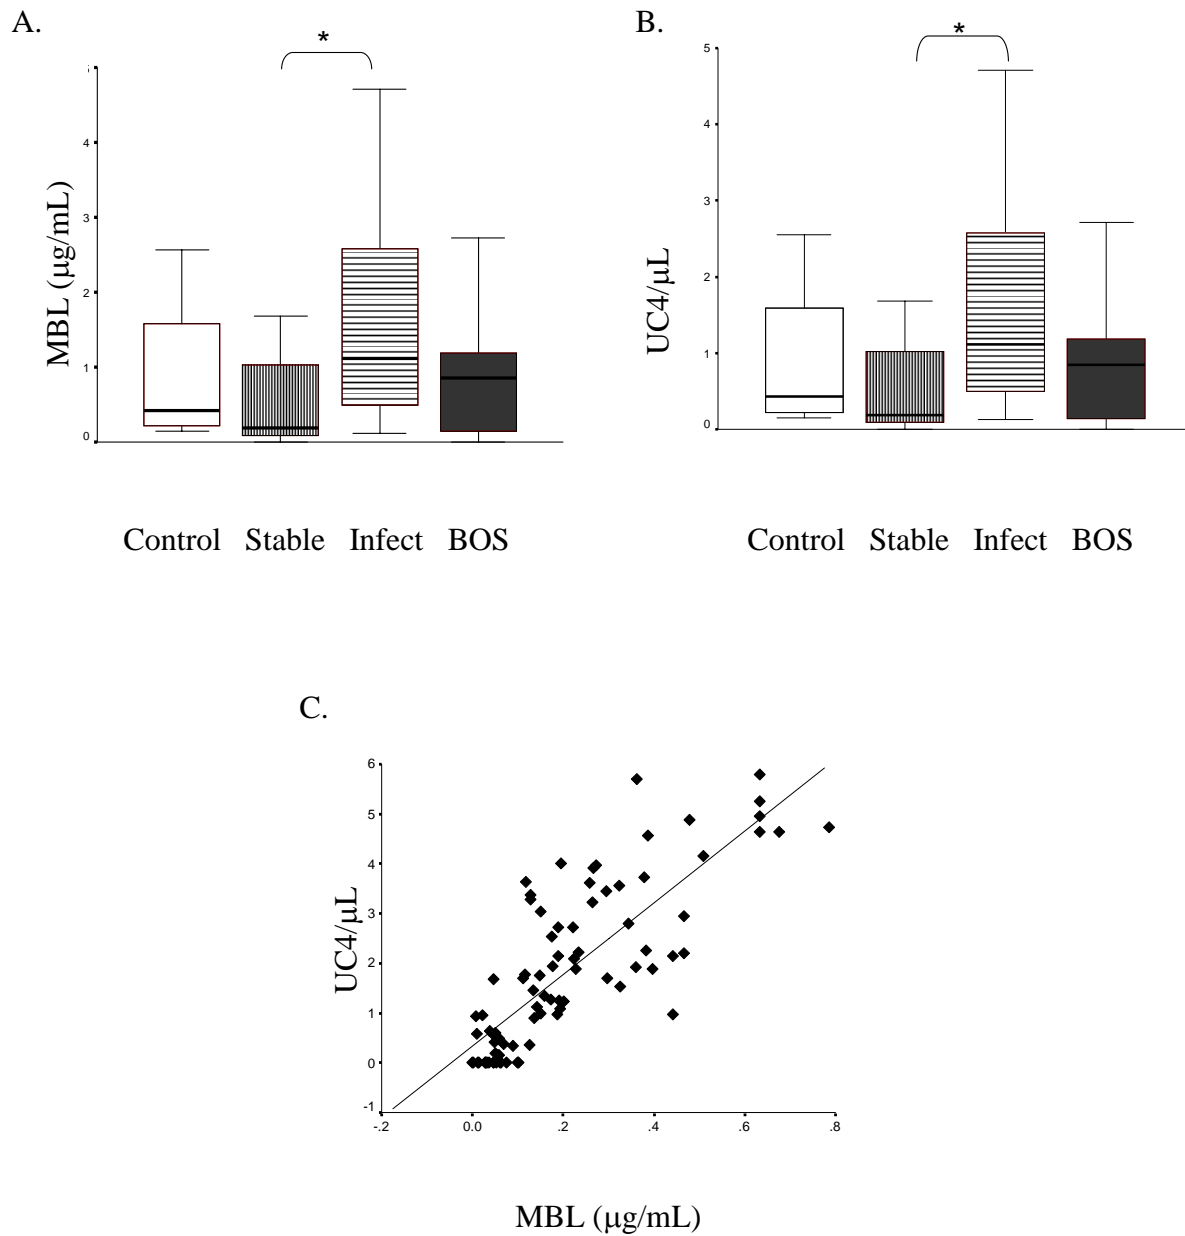 A.
*
4
3
2
1
0
MBL (μg/mL)
Control Stable Infect BOS
B.
*
5
4
3
2
1
0
UC4/μL
Control Stable Infect BOS
C.
6
5
4
3
2
1
0
-1
UC4/μL
-.2 0.0 .2 .4 .6 .8
MBL (μg/mL)